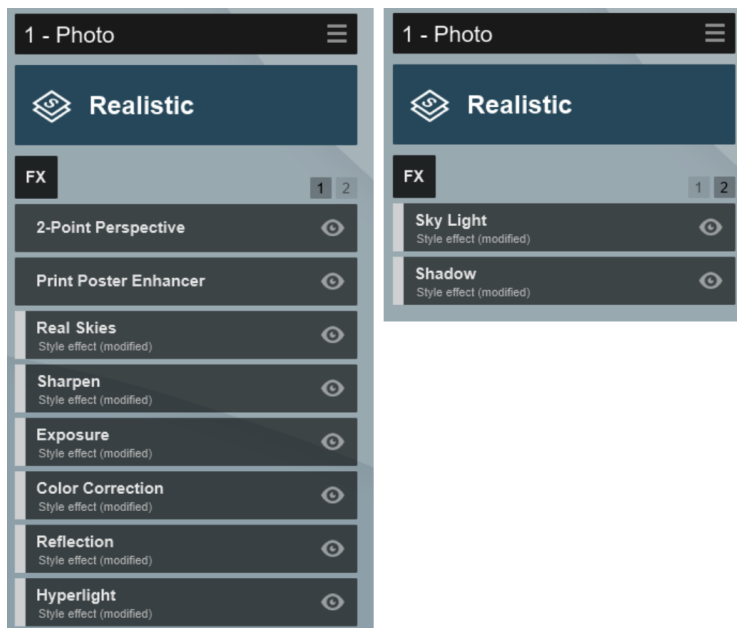 1 - Photo
Realistic
FX
1 2
2-Point Perspective
Print Poster Enhancer
Real Skies
Style effect (modified)
Sharpen
Style effect (modified)
Exposure
Style effect (modified)
Color Correction
Style effect (modified)
Reflection
Style effect (modified)
Hyperlight
Style effect (modified)
1 - Photo
Realistic
FX
1 2
Sky Light
Style effect (modified)
Shadow
Style effect (modified)